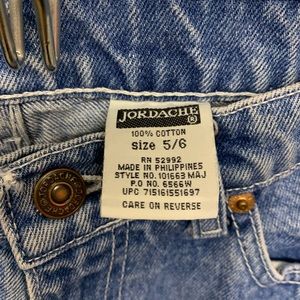 JORDACHE
®
100% COTTON
Size 5/6
RN 52992
MADE IN PHILIPPINES
STYLE NO. 101663 MAJ
P.O NO. 6566W
UPC 715161551697
CARE ON REVERSE